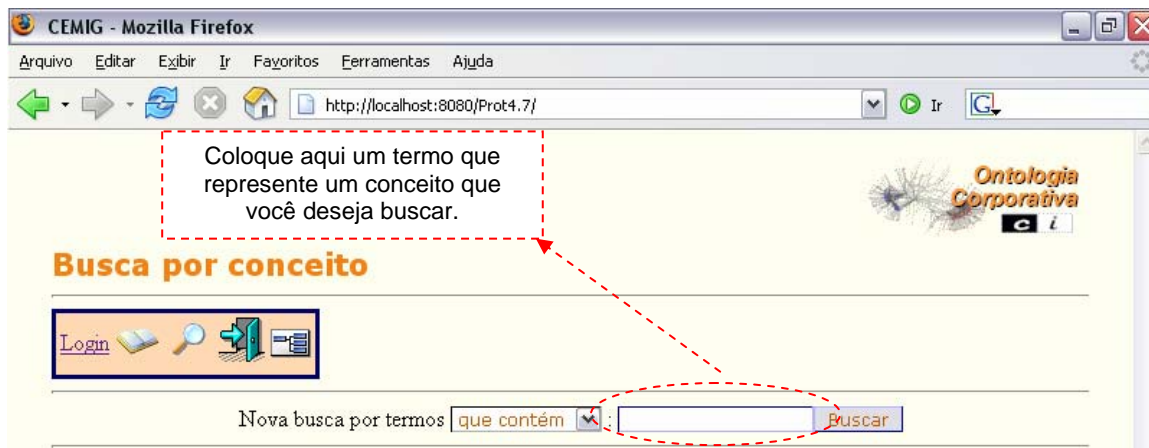 CEMIG - Mozilla Firefox
Arquivo Editar Exibir Ir Favoritos Ferramentas Ajuda
http://localhost:8080/Prot4.7/ Ir G
Coloque aqui um termo que
represente um conceito que
você deseja buscar.
Ontologia
Corporativa
c i
Busca por conceito
Login
Nova busca por termos que contém : Buscar